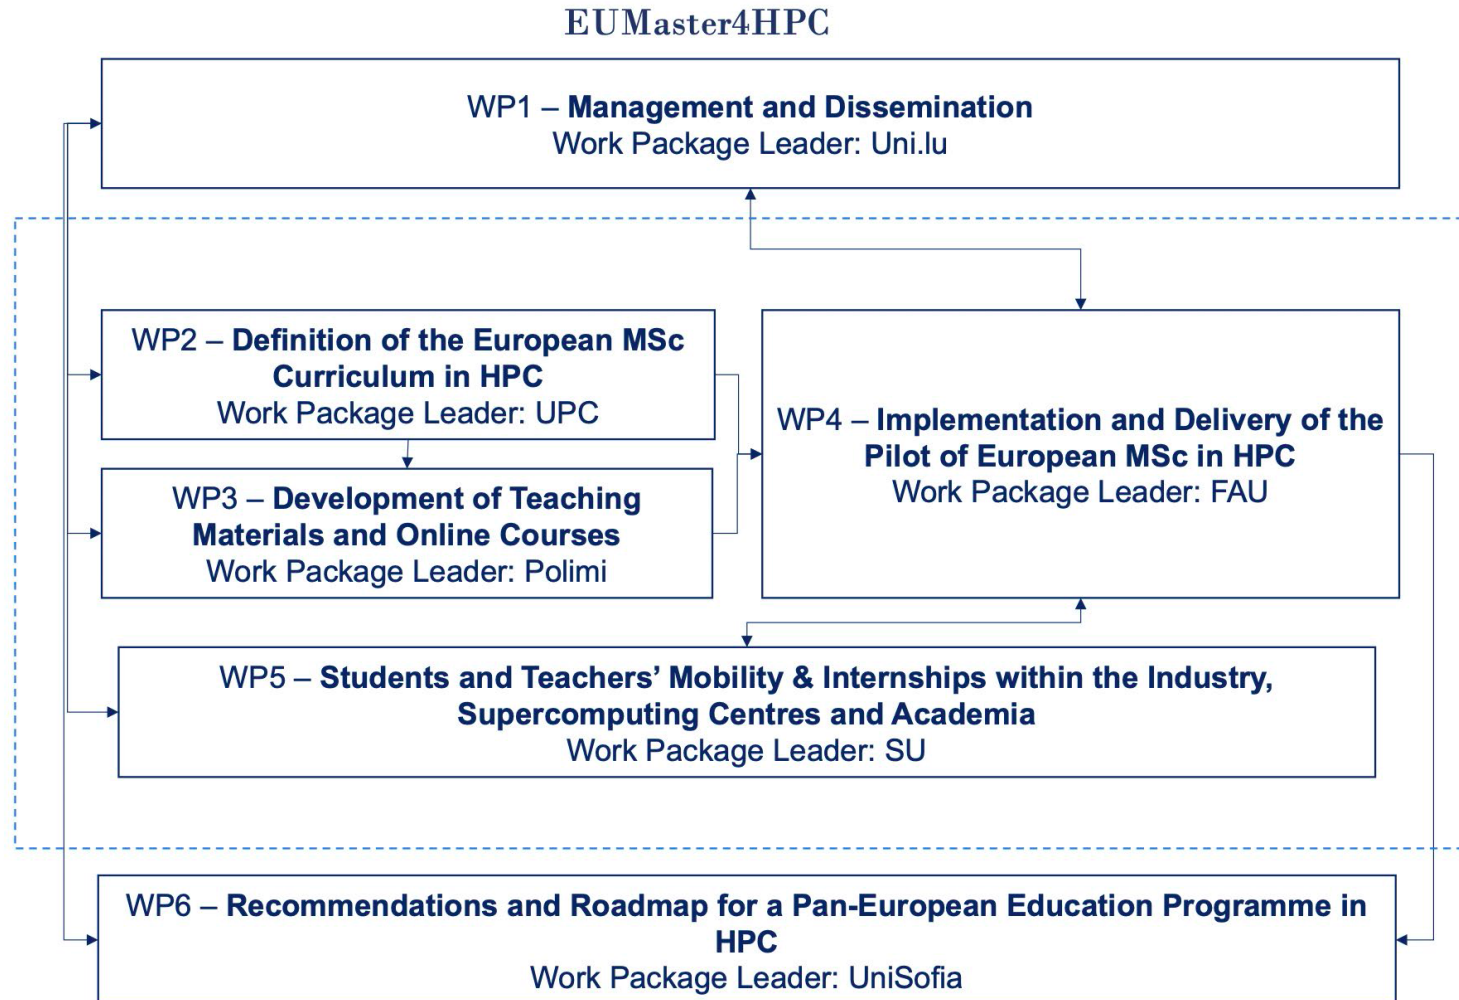 EUMaster4HPC
WP1 – Management and Dissemination
Work Package Leader: Uni.lu
WP2 – Definition of the European MSc
Curriculum in HPC
Work Package Leader: UPC
WP3 – Development of Teaching
Materials and Online Courses
Work Package Leader: Polimi
WP4 – Implementation and Delivery of the
Pilot of European MSc in HPC
Work Package Leader: FAU
WP5 – Students and Teachers’ Mobility & Internships within the Industry,
Supercomputing Centres and Academia
Work Package Leader: SU
WP6 – Recommendations and Roadmap for a Pan-European Education Programme in
HPC
Work Package Leader: UniSofia